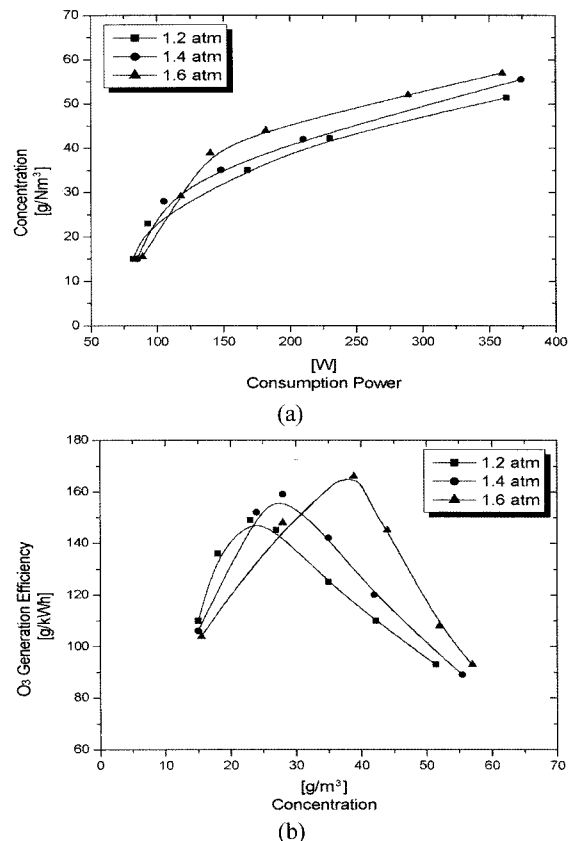 70
60
50
40
30
20
10
0
Concentration
[g/Nm³]
1.2 atm
1.4 atm
1.6 atm
50 100 150 200 250 300 350 400
[W]
Consumption Power
(a)
180
160
140
120
100
80
60
O₃ Generation Efficiency
[g/kWh]
1.2 atm
1.4 atm
1.6 atm
0 10 20 30 40 50 60 70
[g/m³]
Concentration
(b)